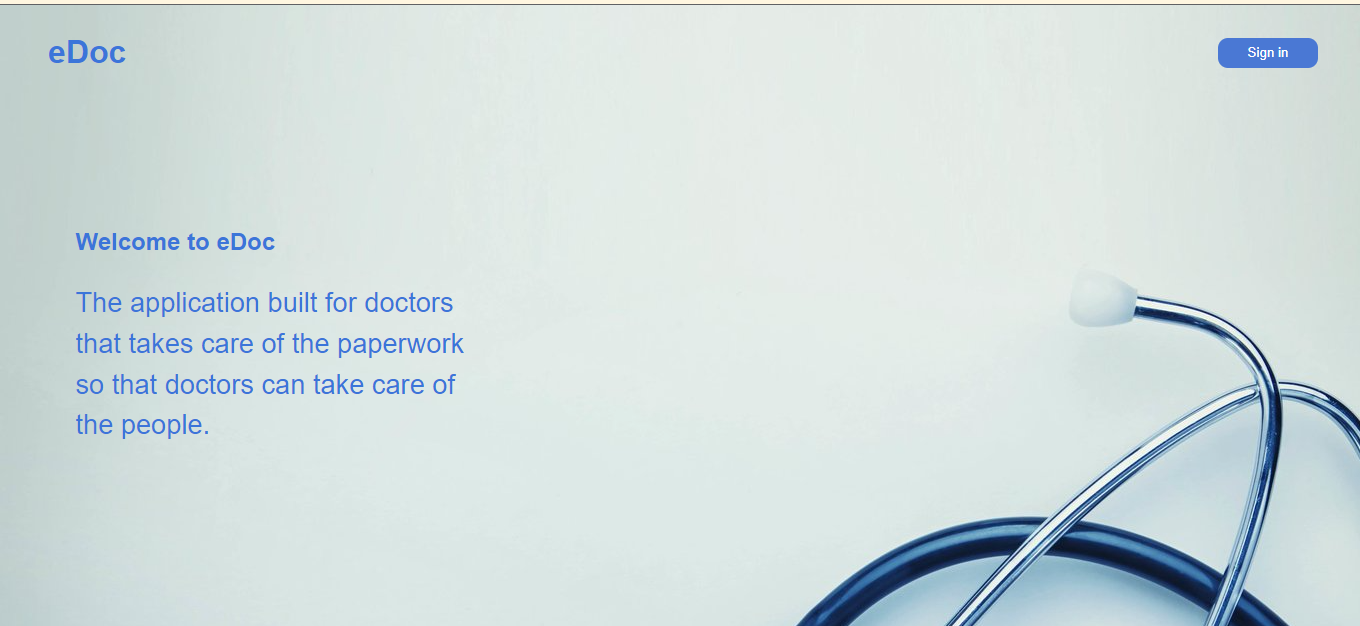 eDoc
Sign in
Welcome to eDoc
The application built for doctors
that takes care of the paperwork
so that doctors can take care of
the people.